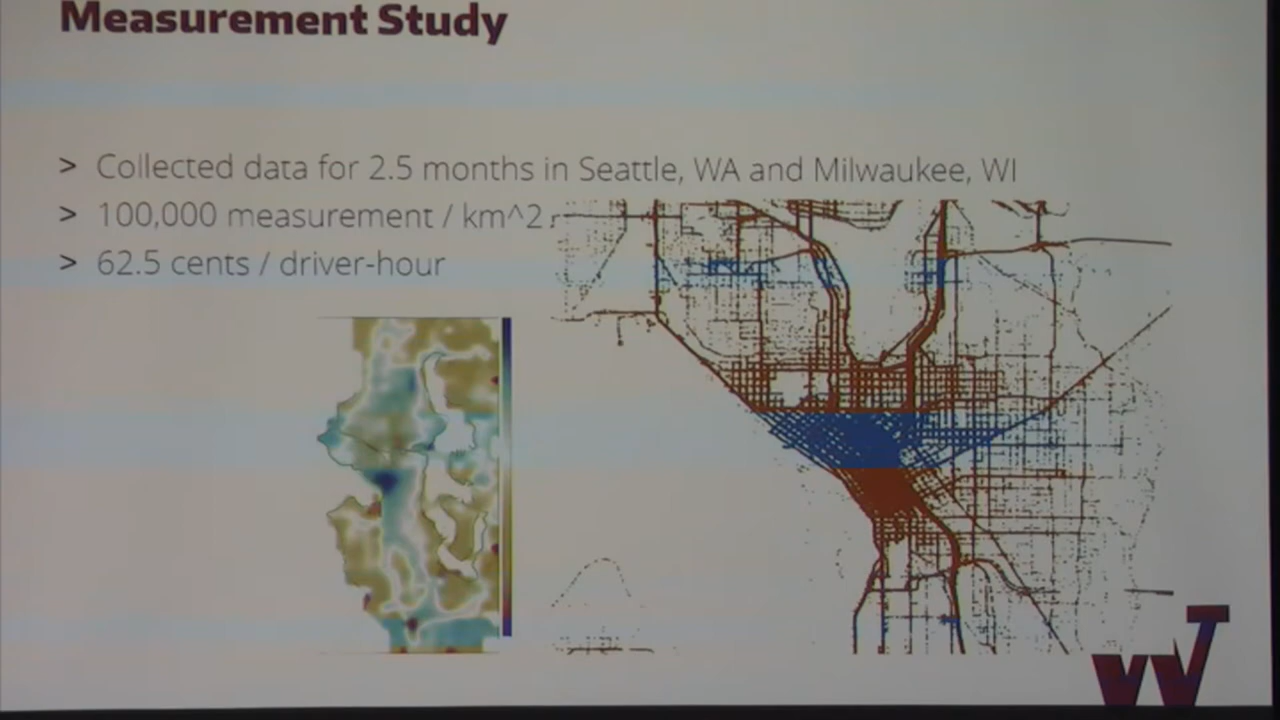 Measurement Study
> Collected data for 2.5 months in Seattle, WA and Milwaukee, WI
> 100,000 measurement / km^2
> 62.5 cents / driver-hour
W